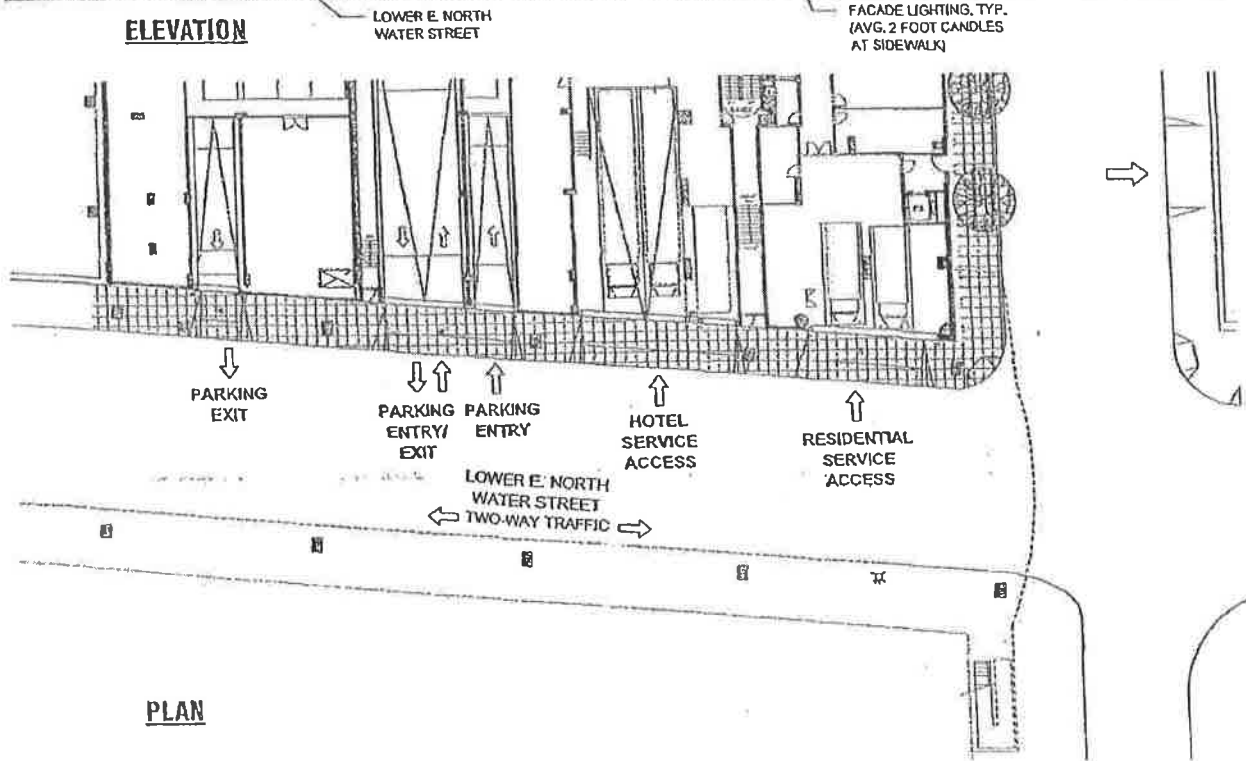 LOWER E. NORTH
WATER STREET
FACADE LIGHTING, TYP.
(AVG. 2 FOOT CANDLES
AT SIDEWALK)
ELEVATION
PARKING
EXIT
PARKING
ENTRY/
EXIT
PARKING
ENTRY
HOTEL
SERVICE
ACCESS
RESIDENTIAL
SERVICE
ACCESS
LOWER E. NORTH
WATER STREET
TWO-WAY TRAFFIC
PLAN